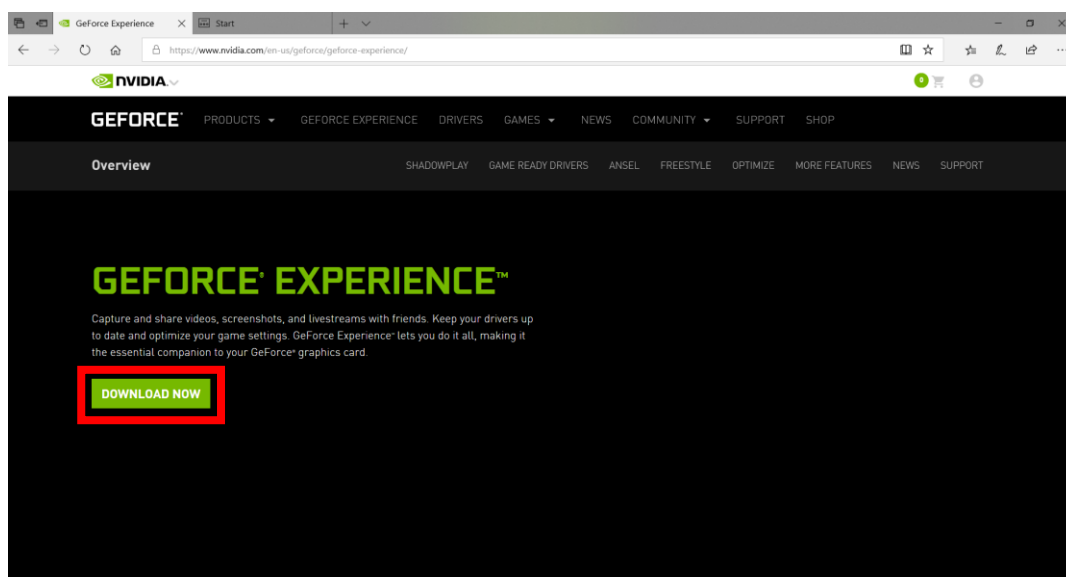 GeForce Experience
Start
https://www.nvidia.com/en-us/geforce/geforce-experience/
NVIDIA.
0
GEFORCE®
PRODUCTS GEFORCE EXPERIENCE DRIVERS GAMES NEWS COMMUNITY SUPPORT SHOP
Overview
SHADOWPLAY GAME READY DRIVERS ANSEL FREESTYLE OPTIMIZE MORE FEATURES NEWS SUPPORT
GEFORCE® EXPERIENCE™
Capture and share videos, screenshots, and livestreams with friends. Keep your drivers up
to date and optimize your game settings. GeForce Experience™ lets you do it all, making it
the essential companion to your GeForce® graphics card.
DOWNLOAD NOW